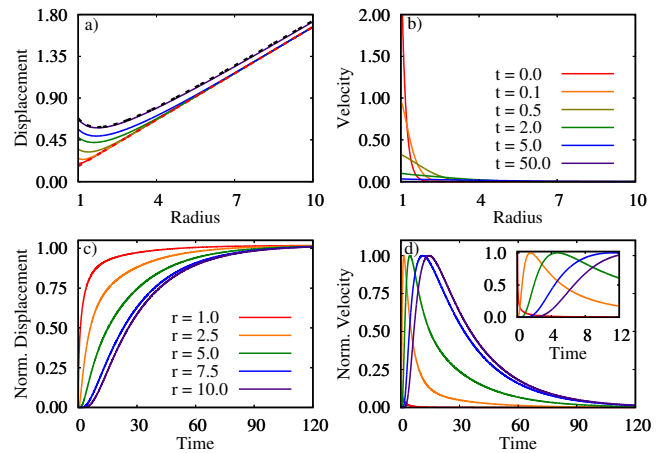 a)
Displacement
1.80
1.35
0.90
0.45
0.00
1
4
7
10
Radius
b)
Velocity
2.00
1.50
1.00
0.50
0.00
t = 0.0
0.1
t = 0.5
t = 2.0
t = 5.0
t = 50.0
1
4
7
10
Radius
c)
Norm. Displacement
1.00
0.75
0.50
0.25
0.00
r = 1.0
r = 2.5
r = 5.0
r = 7.5
r = 10.0
0
30
60
90
120
Time
d)
Norm. Velocity
1.00
0.75
0.50
0.25
0.00
0
30
60
90
120
Time
1.0
0.5
0.0
0
4
8
12
Time